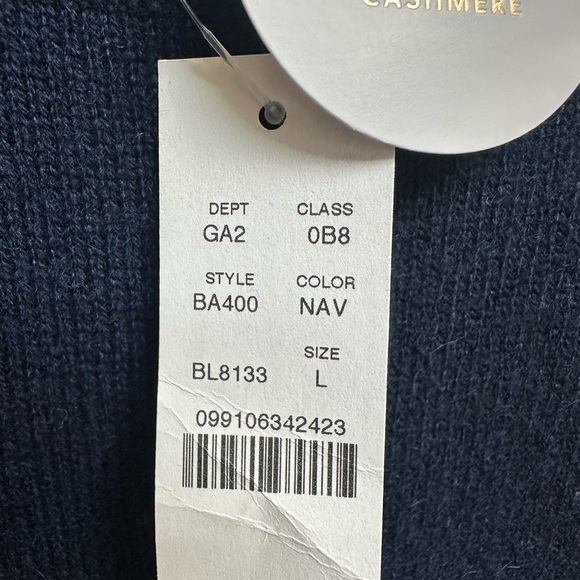 CASHMERE
DEPT CLASS
GA2 0B8
STYLE COLOR
BA400 NAV
SIZE
BL8133 L
099106342423